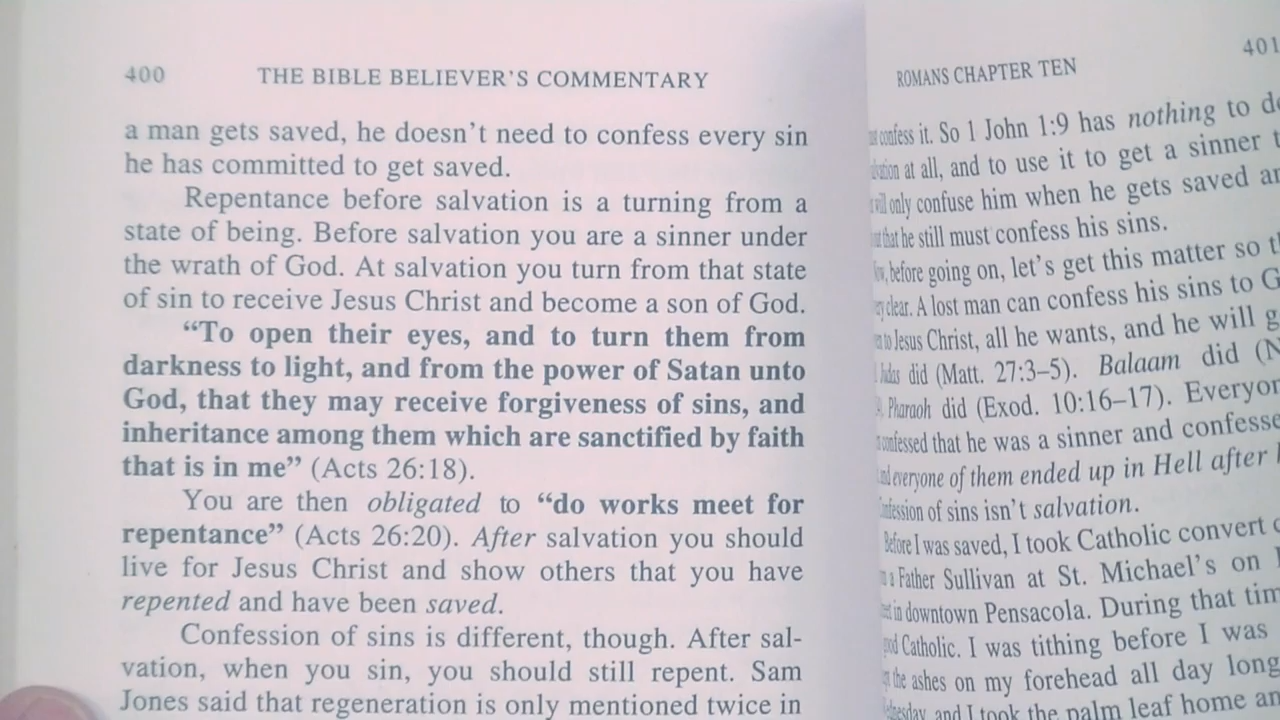 400 THE BIBLE BELIEVER'S COMMENTARY
a man gets saved, he doesn't need to confess every sin
he has committed to get saved.
Repentance before salvation is a turning from a
state of being. Before salvation you are a sinner under
the wrath of God. At salvation you turn from that state
of sin to receive Jesus Christ and become a son of God.
“To open their eyes, and to turn them from
darkness to light, and from the power of Satan unto
God, that they may receive forgiveness of sins, and
inheritance among them which are sanctified by faith
that is in me” (Acts 26:18).
You are then obligated to “do works meet for
repentance” (Acts 26:20). After salvation you should
live for Jesus Christ and show others that you have
repented and have been saved.
Confession of sins is different, though. After sal-
vation, when you sin, you should still repent. Sam
Jones said that regeneration is only mentioned twice in
ROMANS CHAPTER TEN 401
confess it. So 1 John 1:9 has nothing to
at all, and to use it to get a sinner
only confuse him when he gets saved
that he still must confess his sins.
before going on, let's get this matter so
clear. A lost man can confess his sins to
to Jesus Christ, all he wants, and he will
Judas did (Matt. 27:3–5). Balaam did
Pharaoh did (Exod. 10:16–17).
confessed that he was a sinner and
and everyone of them ended up in Hell after
of sins isn't salvation.
Before I was saved, I took Catholic convert
a Father Sullivan at St. Michael's on
in downtown Pensacola. During that
Catholic. I was tithing before I was
the ashes on my forehead all day long
and I took the palm leaf home